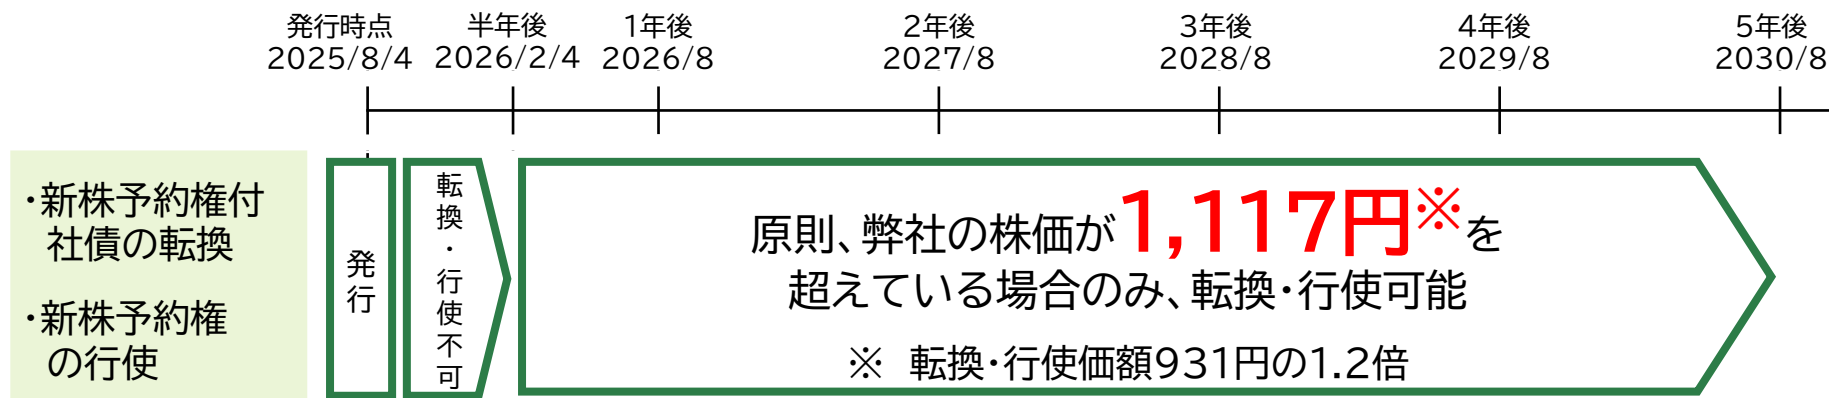 発行時点
2025/8/4
半年後
2026/2/4
1年後
2026/8
2年後
2027/8
3年後
2028/8
4年後
2029/8
5年後
2030/8
・新株予約権付
社債の転換
・新株予約権
の行使
発行
転換・行使不可
原則、弊社の株価が1,117円※を
超えている場合のみ、転換・行使可能
※ 転換・行使価額931円の1.2倍